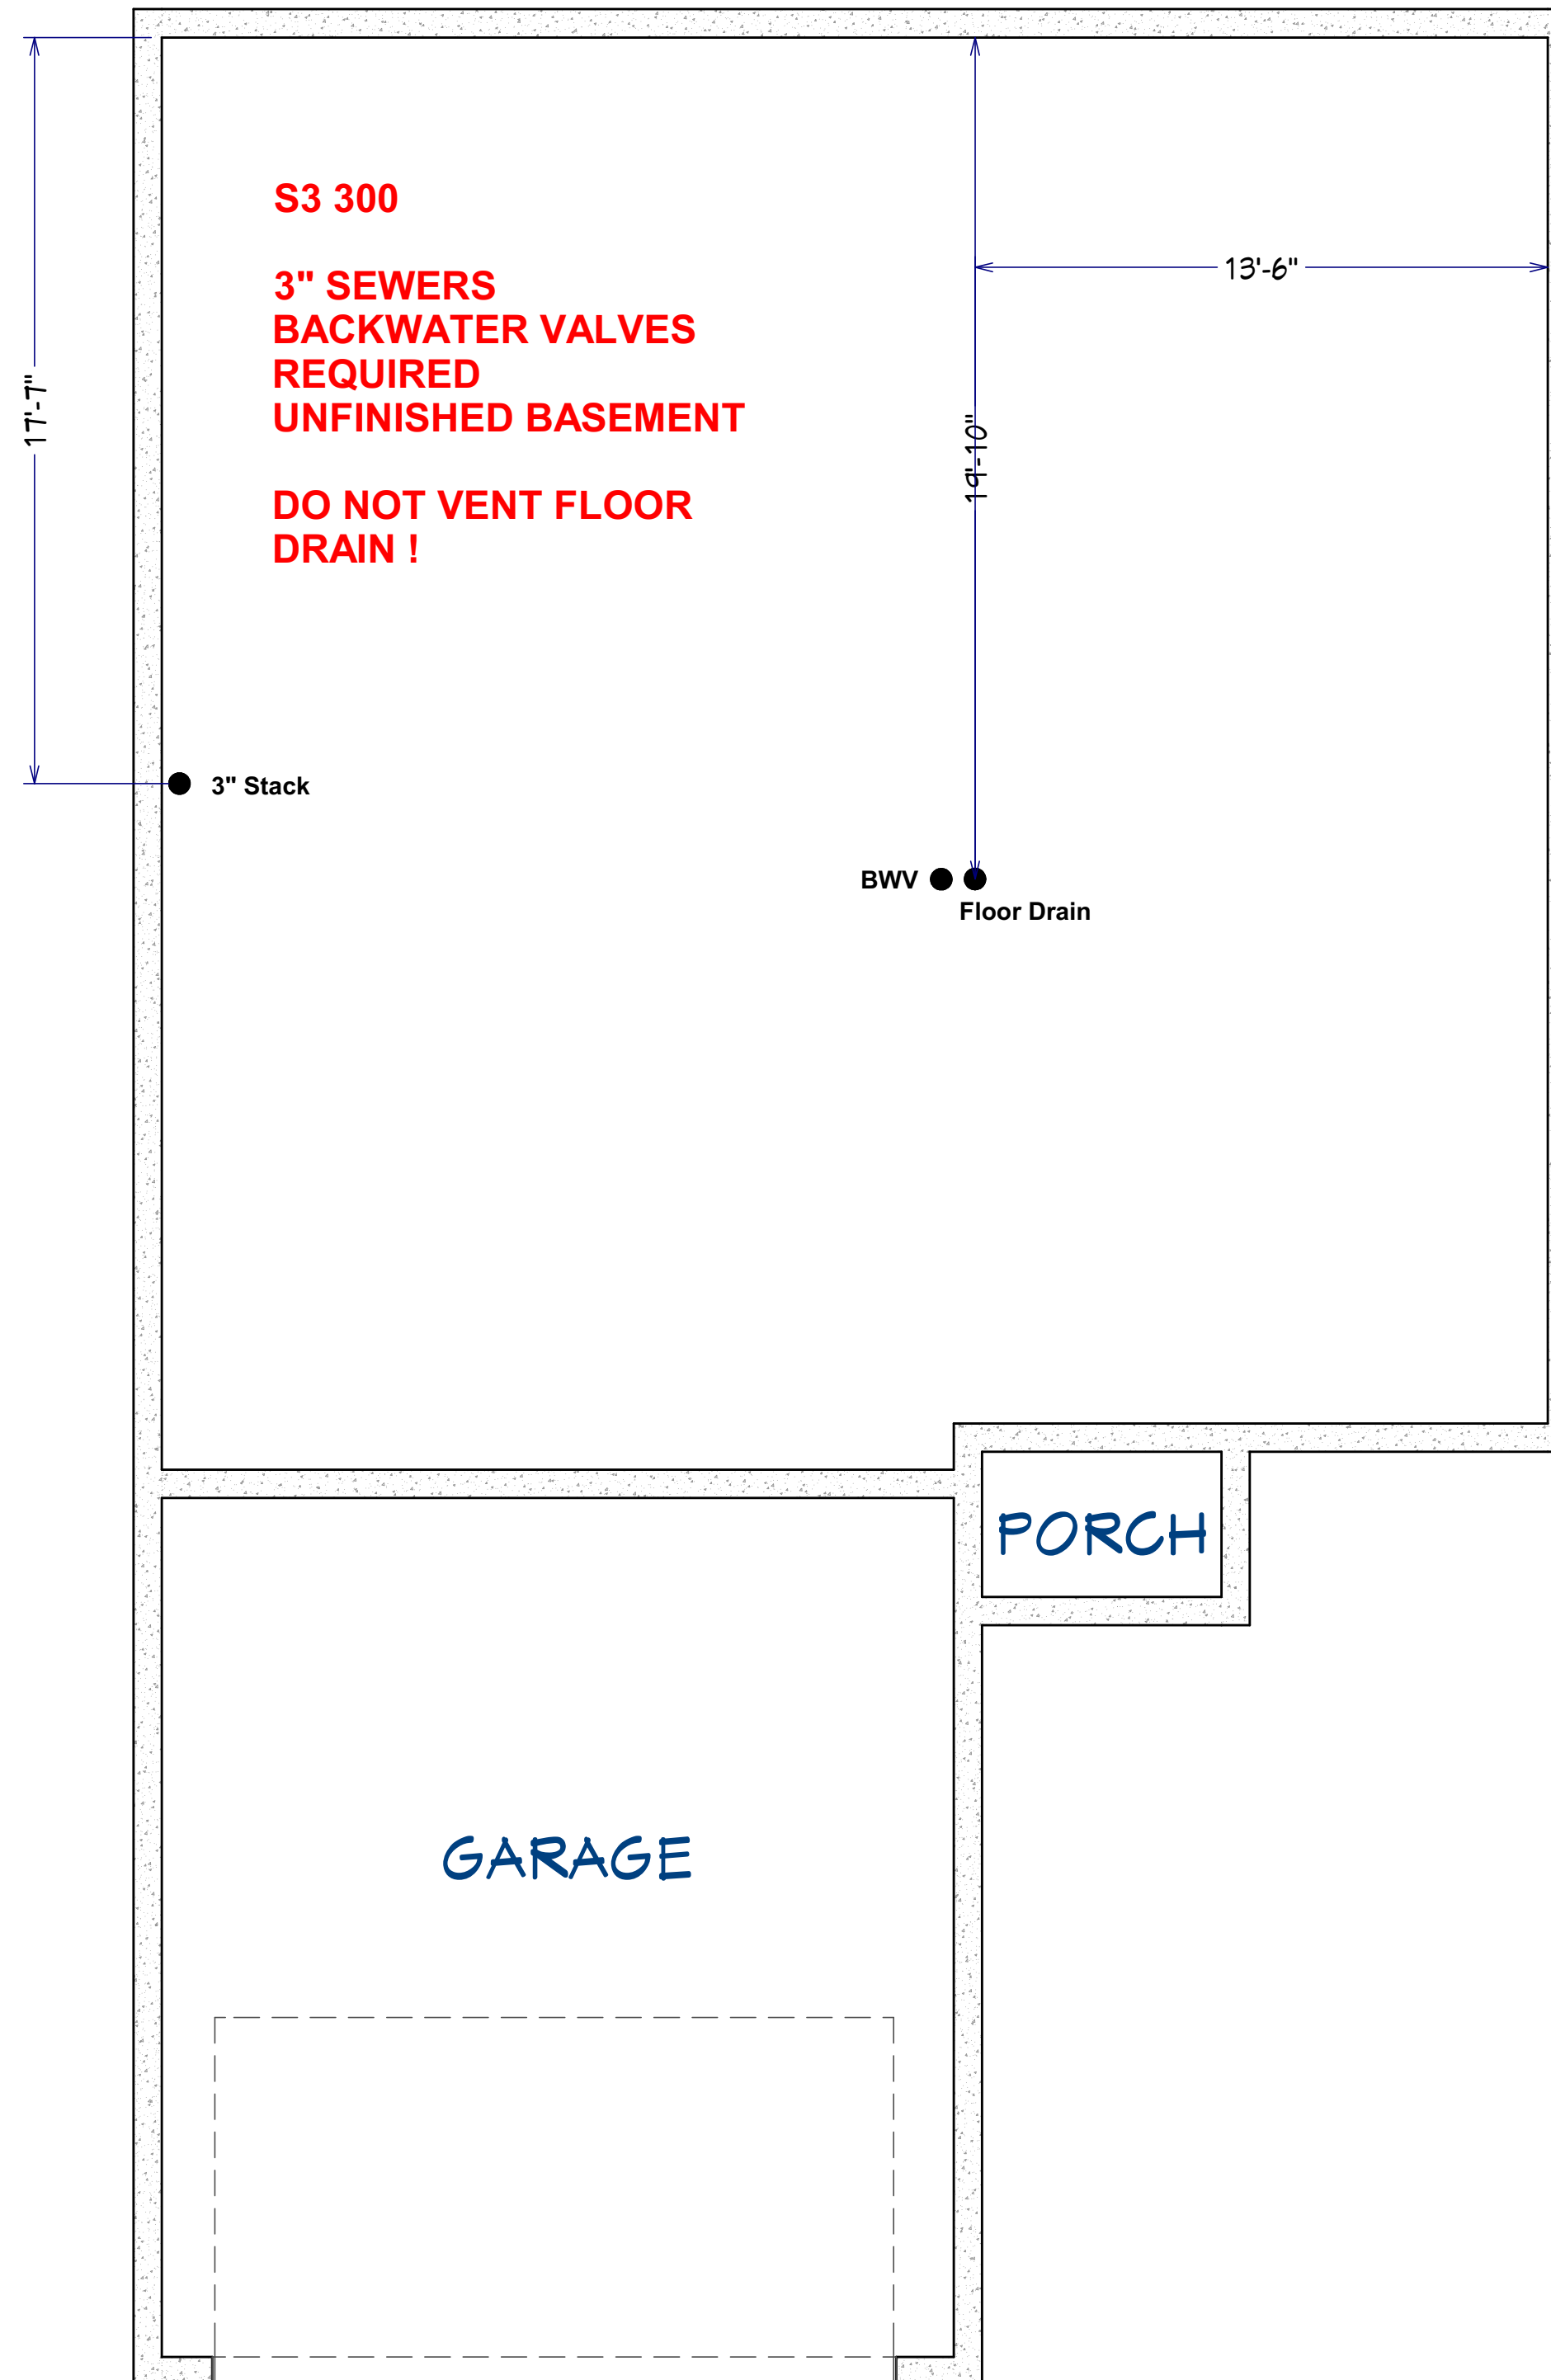 S3 300
3" SEWERS
BACKWATER VALVES
REQUIRED
UNFINISHED BASEMENT
DO NOT VENT FLOOR
DRAIN !
13'-6"
17'-7"
19'-10"
3" Stack
BWV
Floor Drain
PORCH
GARAGE